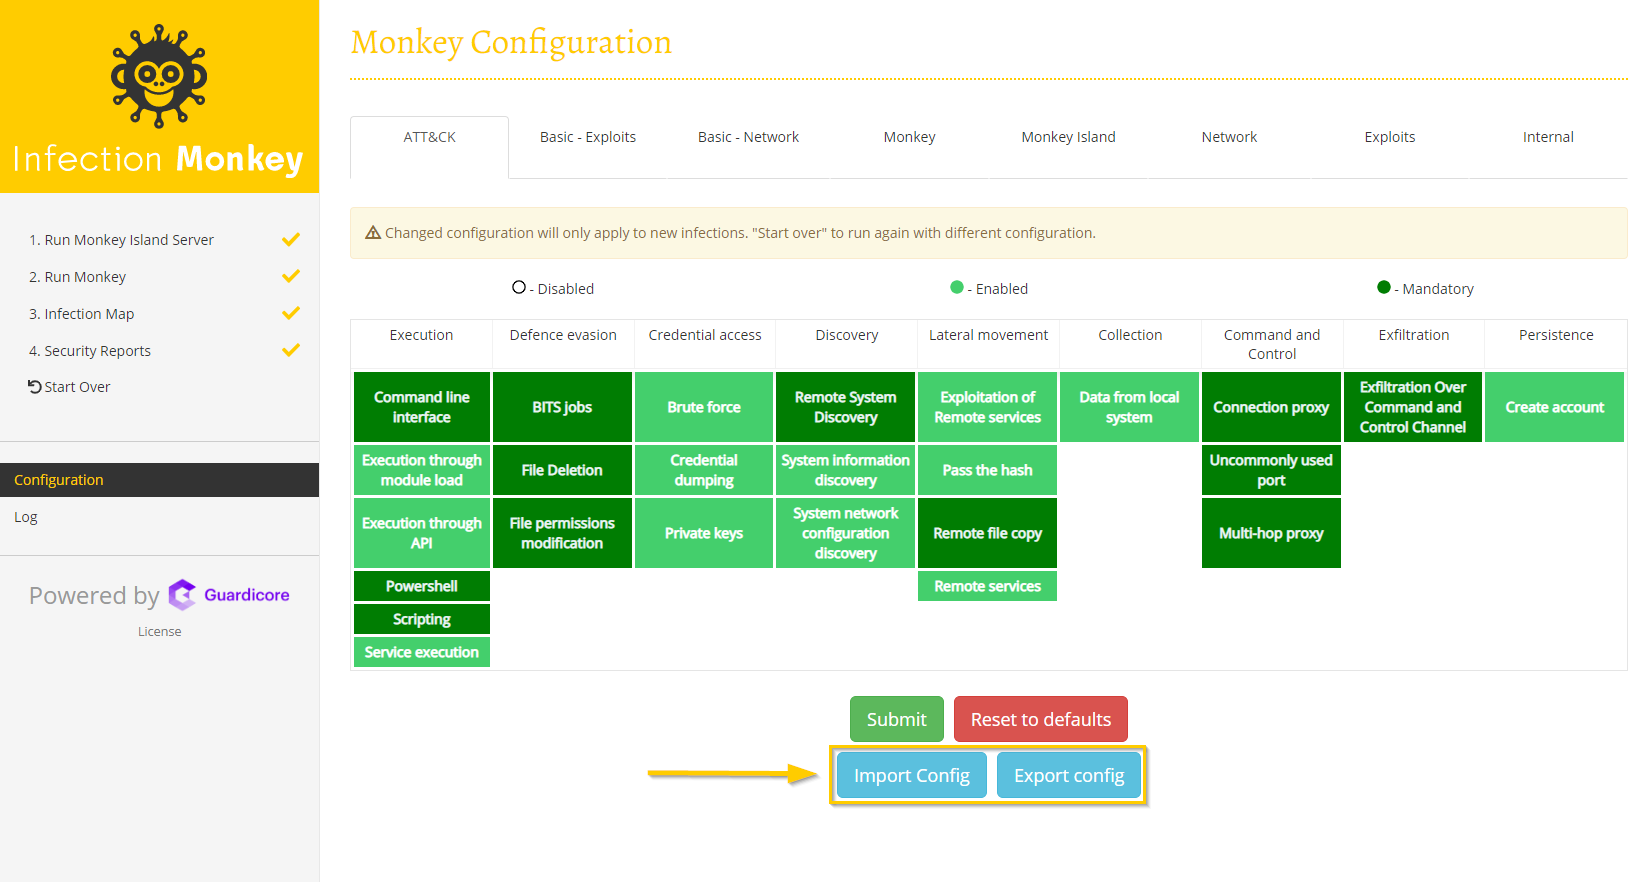 Infection Monkey
1. Run Monkey Island Server
2. Run Monkey
3. Infection Map
4. Security Reports
Start Over
Configuration
Log
Powered by Guardicore
License
Monkey Configuration
ATT&CK
Basic - Exploits
Basic - Network
Monkey
Monkey Island
Network
Exploits
Internal
Changed configuration will only apply to new infections. "Start over" to run again with different configuration.
- Disabled
- Enabled
- Mandatory
Execution
Defence evasion
Credential access
Discovery
Lateral movement
Collection
Command and
Control
Exfiltration
Persistence
Command line
interface
BITS jobs
Brute force
Remote System
Discovery
Exploitation of
Remote services
Data from local
system
Connection proxy
Exfiltration Over
Command and
Control Channel
Create account
Execution through
module load
File Deletion
Credential
dumping
System information
discovery
Pass the hash
Uncommonly used
port
Execution through
API
File permissions
modification
Private keys
System network
configuration
discovery
Remote file copy
Multi-hop proxy
Powershell
Remote services
Scripting
Service execution
Submit
Reset to defaults
Import Config
Export config